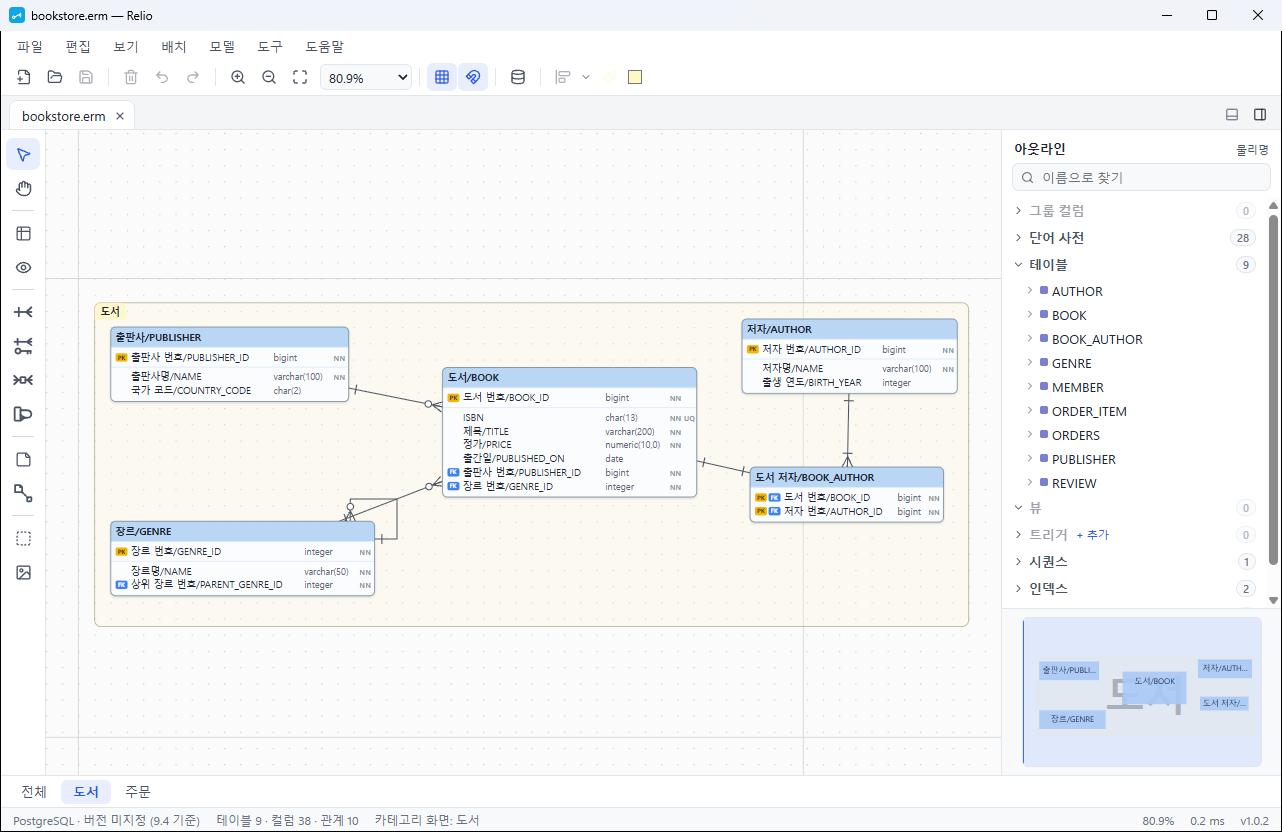 bookstore.erm — Relio
파일 편집 보기 배치 모델 도구 도움말
80.9%
bookstore.erm
도서
출판사/PUBLISHER
PK 출판사 번호/PUBLISHER_ID bigint NN
출판사명/NAME varchar(100) NN
국가 코드/COUNTRY_CODE char(2)
도서/BOOK
PK 도서 번호/BOOK_ID bigint NN
ISBN char(13) NN UQ
제목/TITLE varchar(200) NN
정가/PRICE numeric(10,0) NN
출간일/PUBLISHED_ON date
FK 출판사 번호/PUBLISHER_ID bigint NN
FK 장르 번호/GENRE_ID integer NN
저자/AUTHOR
PK 저자 번호/AUTHOR_ID bigint NN
저자명/NAME varchar(100) NN
출생 연도/BIRTH_YEAR integer
도서 저자/BOOK_AUTHOR
PK FK 도서 번호/BOOK_ID bigint NN
PK FK 저자 번호/AUTHOR_ID bigint NN
장르/GENRE
PK 장르 번호/GENRE_ID integer NN
장르명/NAME varchar(50) NN
FK 상위 장르 번호/PARENT_GENRE_ID integer NN
아웃라인 물리명
이름으로 찾기
그룹 컬럼 0
단어 사전 28
테이블 9
AUTHOR
BOOK
BOOK_AUTHOR
GENRE
MEMBER
ORDER_ITEM
ORDERS
PUBLISHER
REVIEW
뷰 0
트리거 + 추가 0
시퀀스 1
인덱스 2
출판사/PUBLI...
저자/AUTH...
도서/BOOK
도서
도서 저자/...
장르/GENRE
전체 도서 주문
PostgreSQL · 버전 미지정 (9.4 기준) 테이블 9 · 컬럼 38 · 관계 10 카테고리 화면: 도서 80.9% 0.2 ms v1.0.2